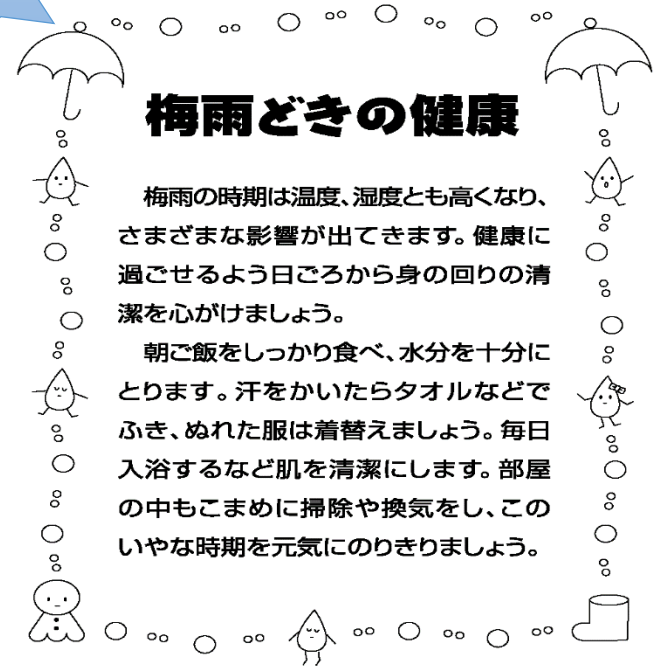 梅雨どきの健康
　梅雨の時期は温度、湿度とも高くなり、
さまざまな影響が出てきます。健康に
過ごせるよう日ごろから身の回りの清
潔を心がけましょう。
　朝ご飯をしっかり食べ、水分を十分に
とります。汗をかいたらタオルなどで
ふき、ぬれた服は着替えましょう。毎日
入浴するなど肌を清潔にします。部屋
の中もこまめに掃除や換気をし、この
いやな時期を元気にのりきりましょう。